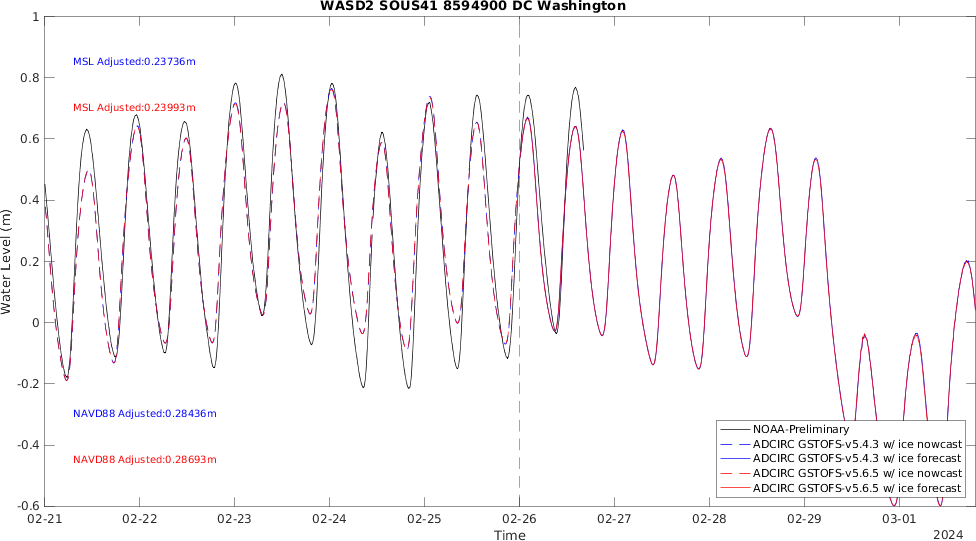 WASD2 SOUS41 8594900 DC Washington
1
0.8
0.6
0.4
0.2
0
-0.2
-0.4
-0.6
Water Level (m)
MSL Adjusted:0.23736m
MSL Adjusted:0.23993m
NAVD88 Adjusted:0.28436m
NAVD88 Adjusted:0.28693m
NOAA-Preliminary
ADCIRC GSTOFS-v5.4.3 w/ ice nowcast
ADCIRC GSTOFS-v5.4.3 w/ ice forecast
ADCIRC GSTOFS-v5.6.5 w/ ice nowcast
ADCIRC GSTOFS-v5.6.5 w/ ice forecast
02-21 02-22 02-23 02-24 02-25 02-26 02-27 02-28 02-29 03-01
Time
2024